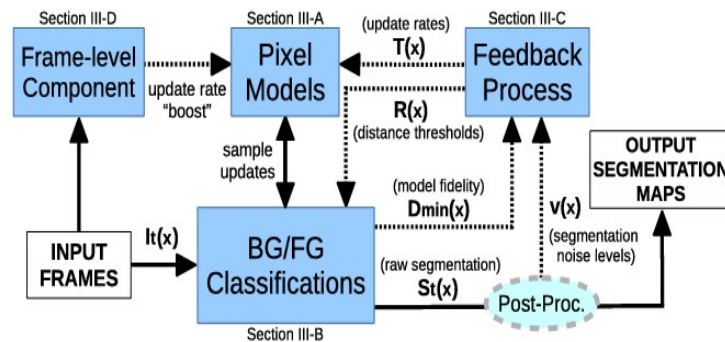 Section III-D
Section III-A
Section III-C
Frame-level
Component
update rate
"boost"
Pixel
Models
(update rates)
T(x)
Feedback
Process
R(x)
(distance thresholds)
sample
updates
OUTPUT
SEGMENTATION
MAPS
INPUT
FRAMES
It(x)
BG/FG
Classifications
(model fidelity)
Dmin(x)
v(x)
(segmentation
noise levels)
(raw segmentation)
St(x)
Post-Proc.
Section III-B